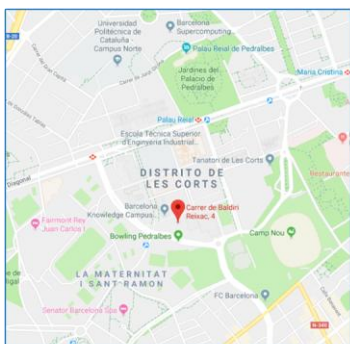 Universidad
Politécnica de
Cataluña -
Campus Norte
Barcelona
Supercomputing...
Palau Reial de Pedralbes
Jardines del
Palacio de
Pedralbes
Maria Cristina
Palau Reial
Escola Tècnica Superior
d'Enginyeria Industrial...
Tanatori de Les Corts
Diagonal
DISTRITO DE
LES CORTS
Restaurante
Barcelona
Knowledge Campus...
Carrer de Baldiri
Reixac, 4
Fairmont Rey
Juan Carlos I
Bowling Pedralbes
Camp Nou
LA MATERNITAT
I SANT RAMON
FC Barcelona
Senator Barcelona Spa